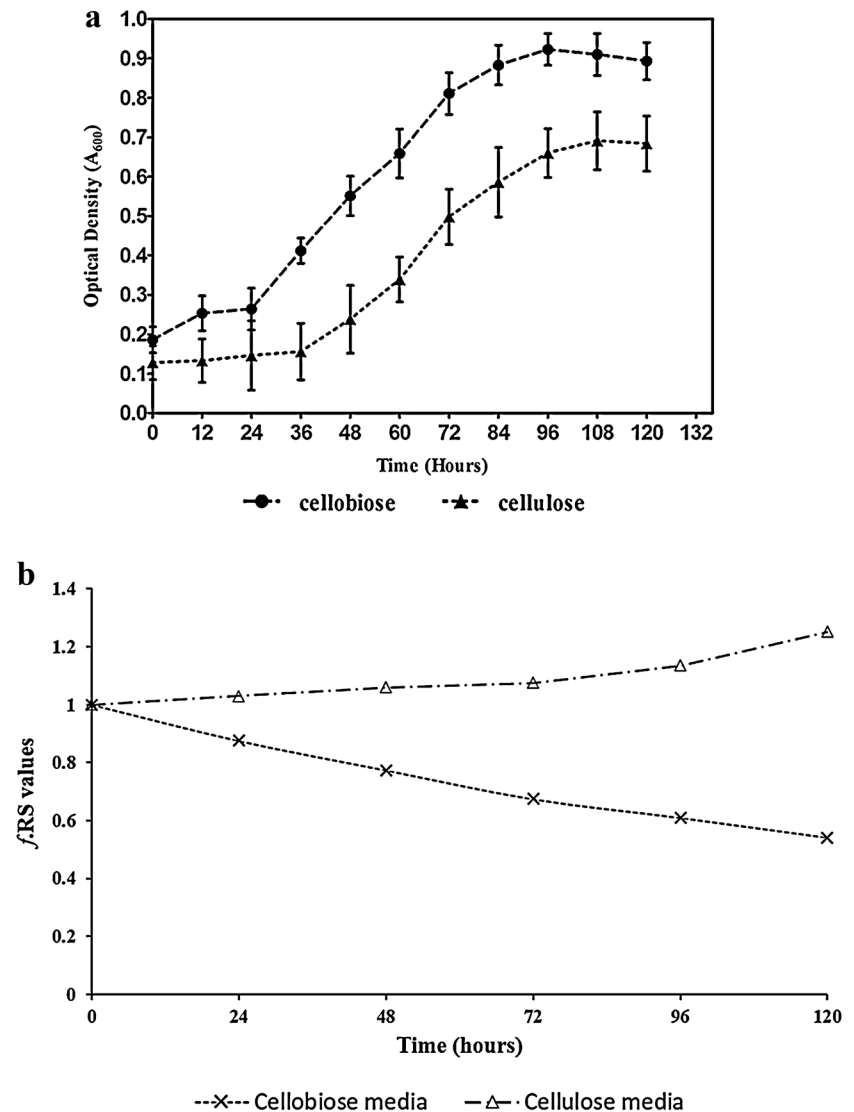 a
1.0
0.9
0.8
0.7
0.6
0.5
0.4
0.3
0.2
0.1
0.0
Optical Density (A600)
0 12 24 36 48 60 72 84 96 108 120 132
Time (Hours)
cellobiose cellulose
b
1.4
1.2
1
0.8
0.6
0.4
0.2
0
f.RS values
0 24 48 72 96 120
Time (hours)
Cellobiose media Cellulose media